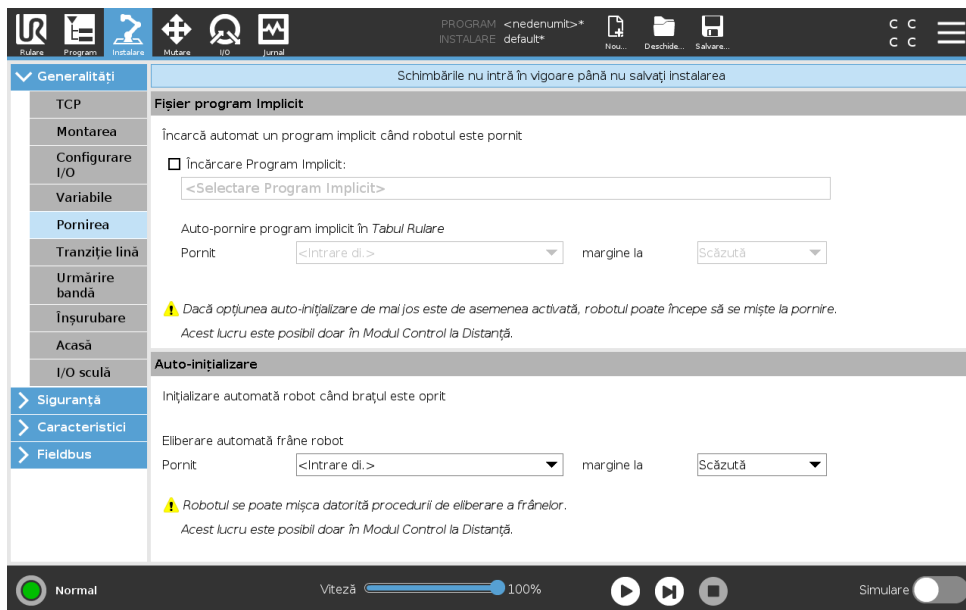 PROGRAM <nedenumit>*
INSTALARE default*
Rulare Program Instalare Mutare I/O Jurnal Nou... Deschide... Salvare...
C C
C C
Generalități
Schimbările nu intră în vigoare până nu salvați instalarea
TCP
Montarea
Configurare
I/O
Variabile
Pornirea
Tranziție lină
Urmărire
bandă
Înșurubare
Acasă
I/O sculă
Siguranță
Caracteristici
Fieldbus
Fișier program Implicit
Încarcă automat un program implicit când robotul este pornit
Încărcare Program Implicit:
<Selectare Program Implicit>
Auto-pornire program implicit în Tabul Rulare
Pornit <Intrare di.> margine la Scăzută
Dacă opțiunea auto-inițializare de mai jos este de asemenea activată, robotul poate începe să se miște la pornire.
Acest lucru este posibil doar în Modul Control la Distanță.
Auto-inițializare
Inițializare automată robot când brațul este oprit
Eliberare automată frâne robot
Pornit <Intrare di.> margine la Scăzută
Robotul se poate mișca datorită procedurii de eliberare a frânelor.
Acest lucru este posibil doar în Modul Control la Distanță.
Normal Viteză 100% Simulare